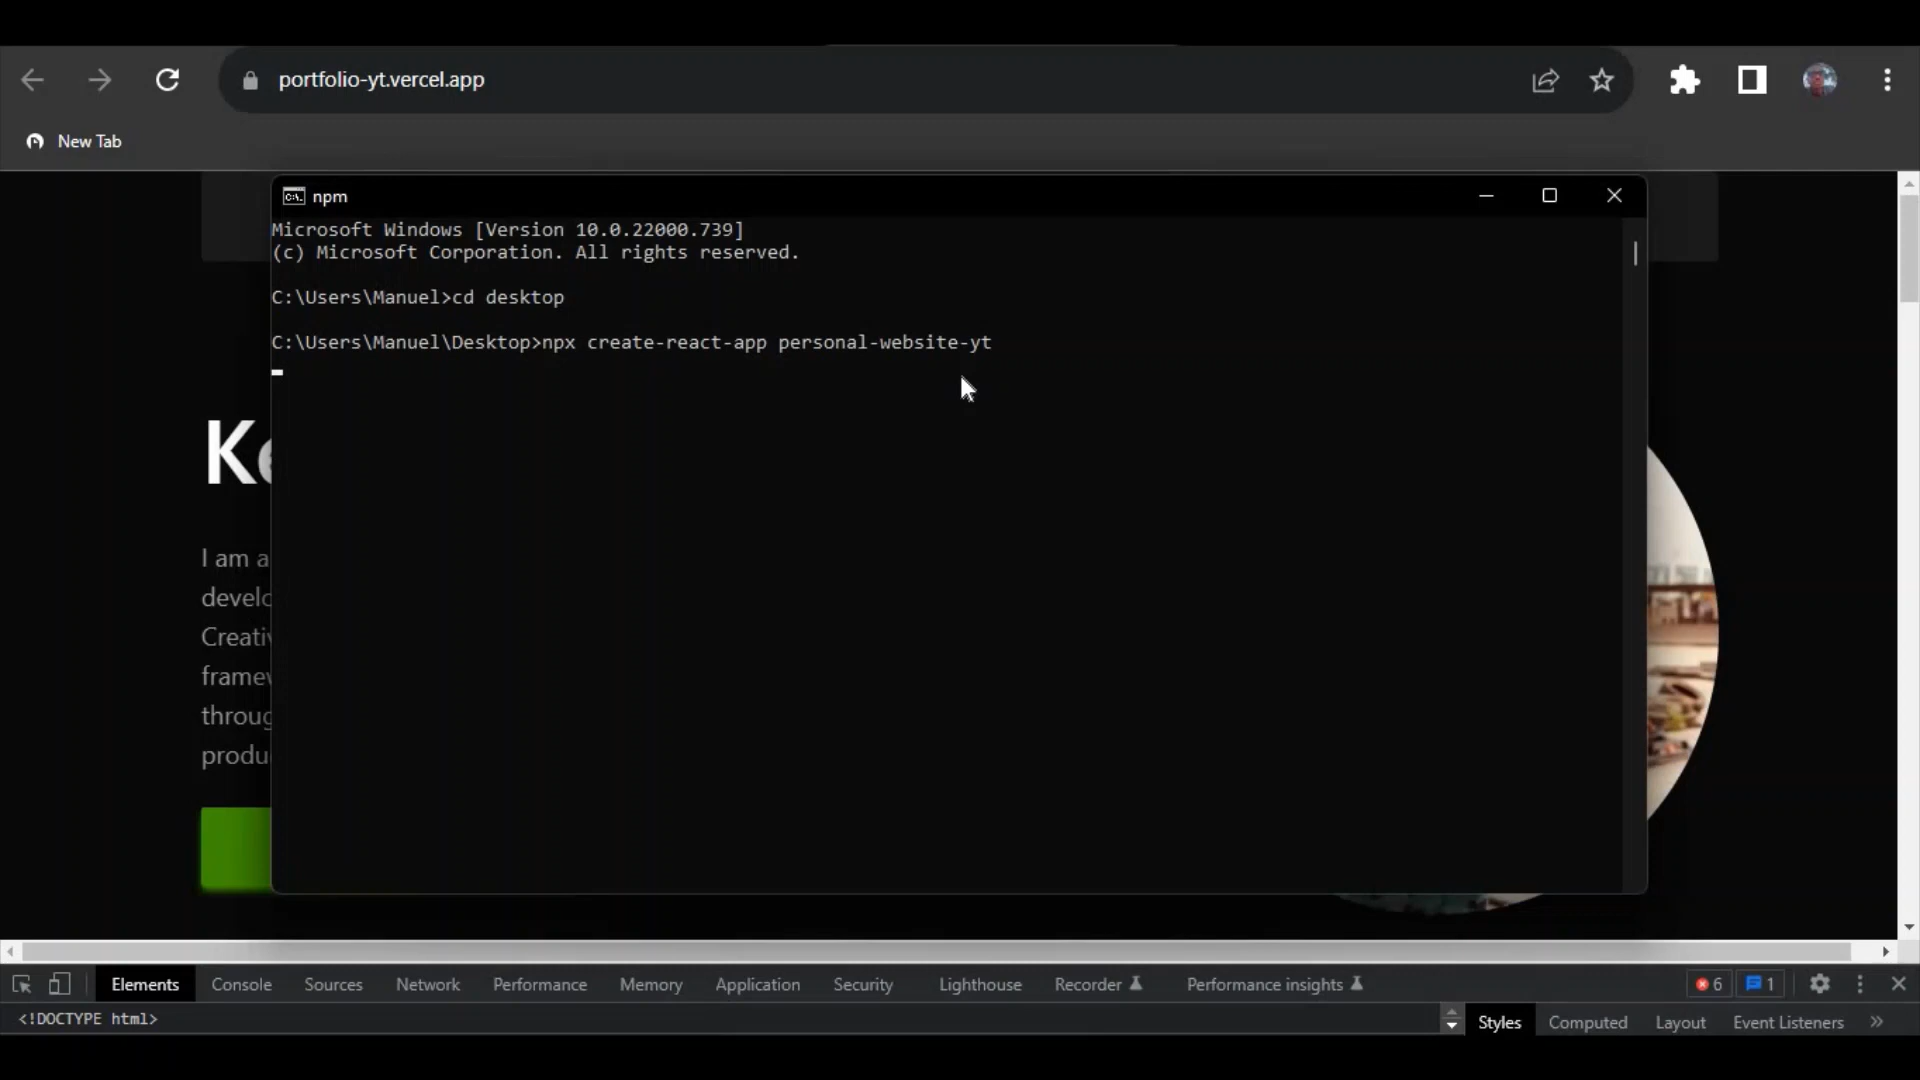 portfolio-yt.vercel.app
New Tab
npm
Microsoft Windows [Version 10.0.22000.739]
(c) Microsoft Corporation. All rights reserved.
C:\Users\Manuel>cd desktop
C:\Users\Manuel\Desktop>npx create-react-app personal-website-yt
Ke
I am a
develo
Creativ
framew
throug
produ
Elements Console Sources Network Performance Memory Application Security Lighthouse Recorder Performance insights 6 1
<!DOCTYPE html> Styles Computed Layout Event Listeners »